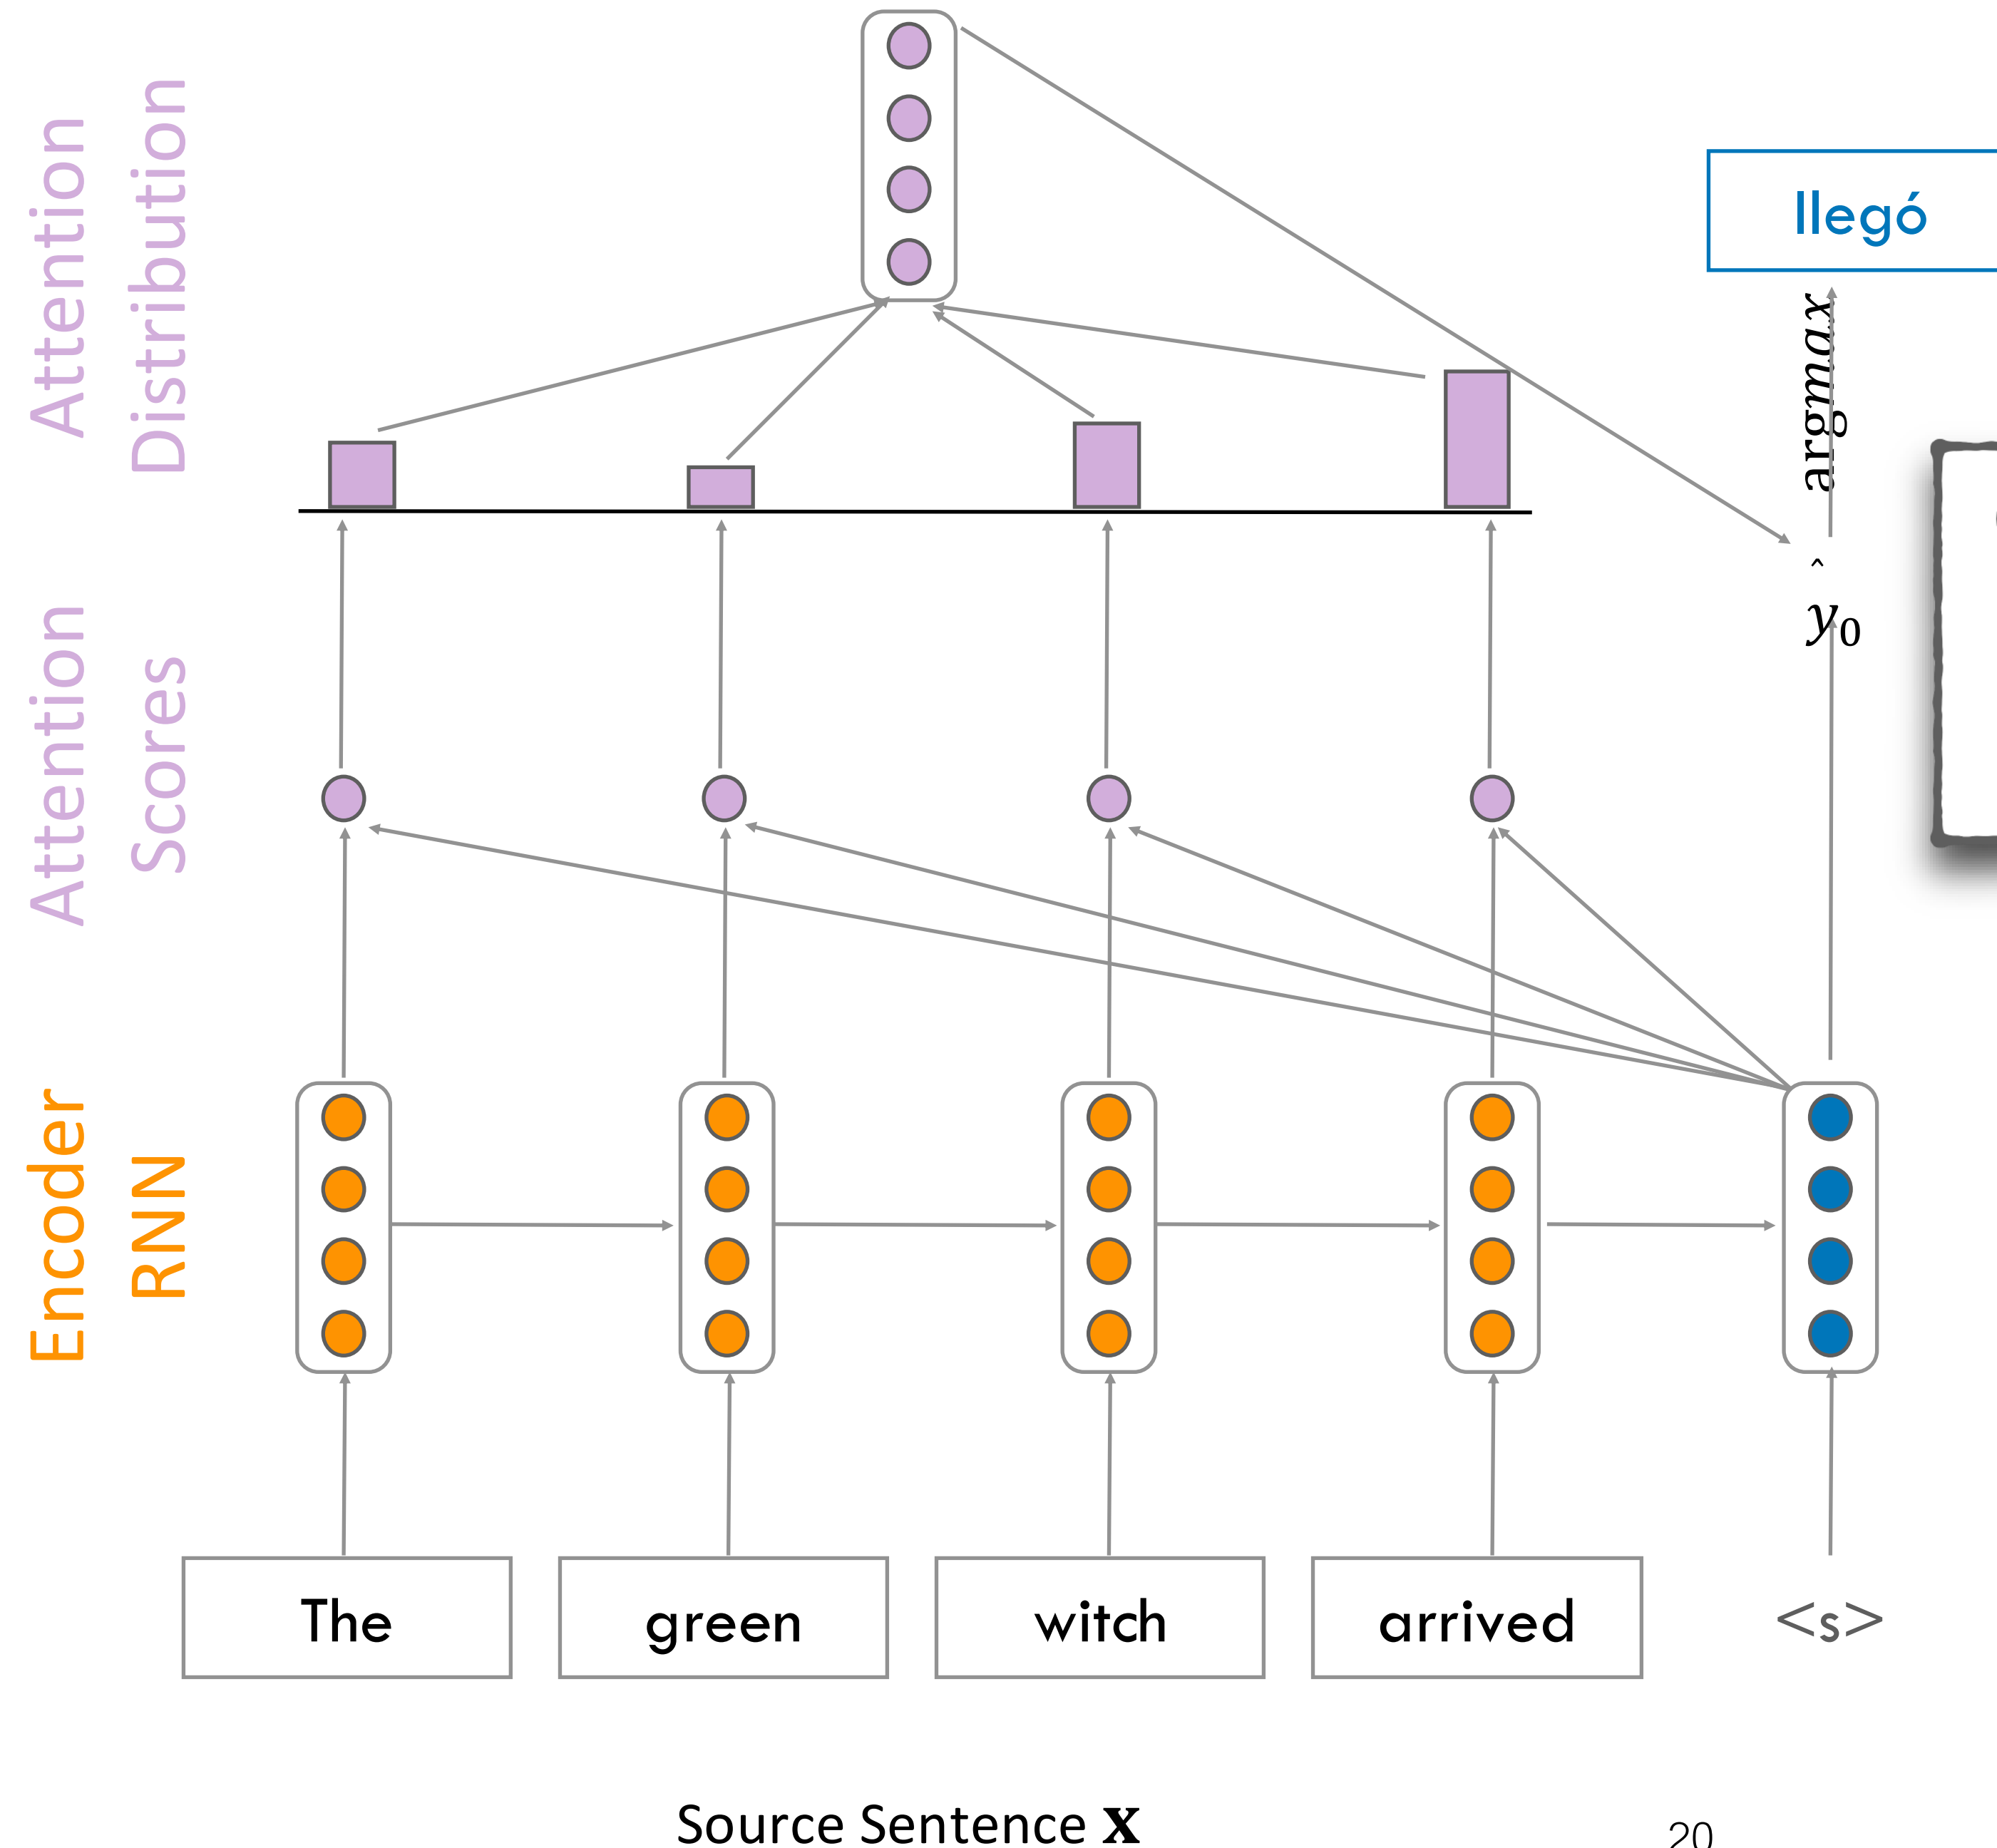 Attention
Distribution
llegó
argmax
ŷ0
Attention
Scores
Encoder
RNN
The
green
witch
arrived
<s>
Source Sentence x
20